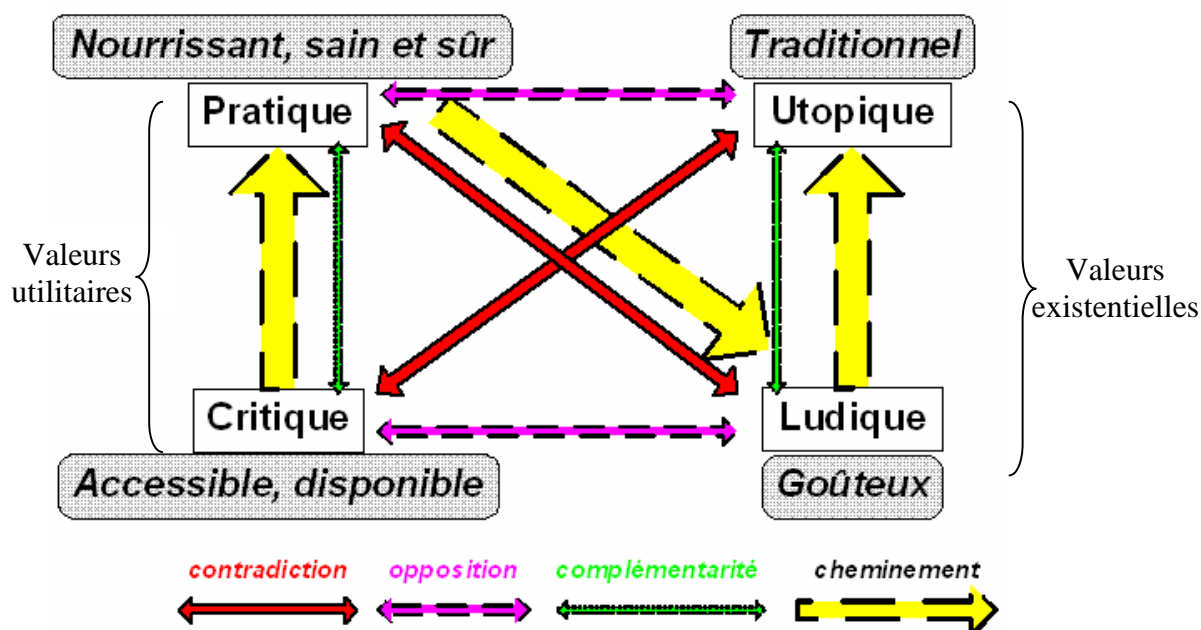 Nourrissant, sain et sûr
Traditionnel
Pratique
Utopique
Valeurs
utilitaires
Valeurs
existentielles
Critique
Ludique
Accessible, disponible
Goûteux
contradiction
opposition
complémentarité
cheminement